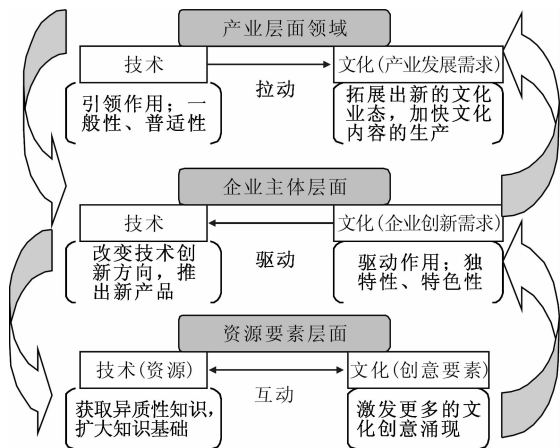 产业层面领域
技术
文化(产业发展需求)
拉动
引领作用；一
般性、普适性
拓展出新的文化
业态，加快文化
内容的生产
企业主体层面
技术
文化(企业创新需求)
驱动
改变技术创
新方向，推
出新产品
驱动作用；独
特性、特色性
资源要素层面
技术(资源)
文化(创意要素)
互动
获取异质性知识，
扩大知识基础
激发更多的文
化创意涌现